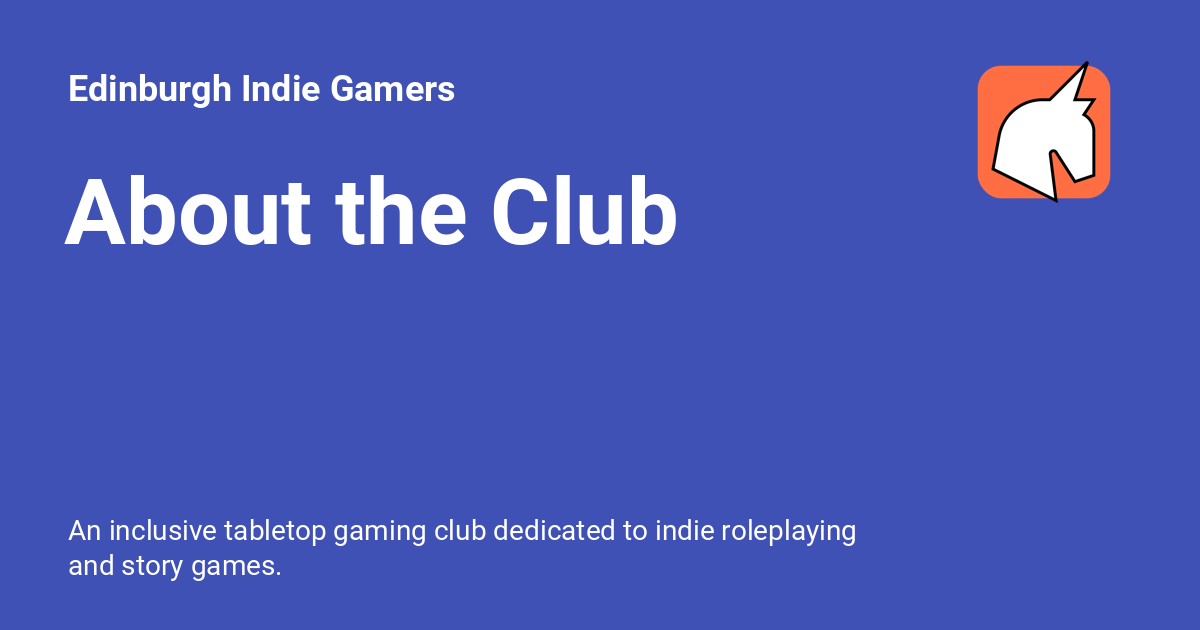 Edinburgh Indie Gamers
About the Club
An inclusive tabletop gaming club dedicated to indie roleplaying
and story games.